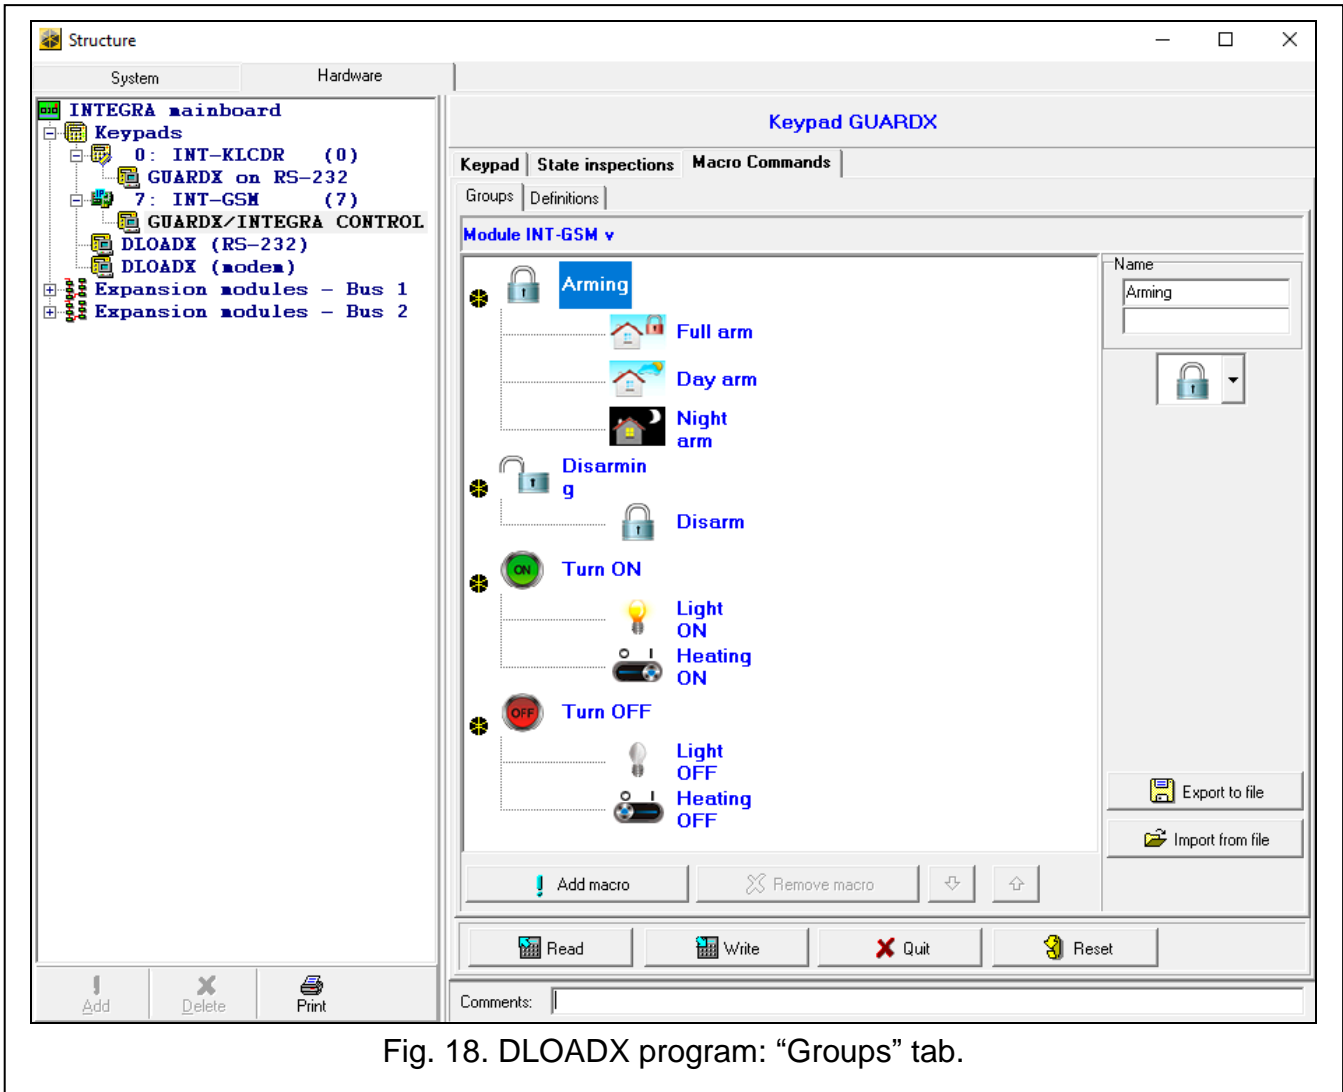 Structure
System
Hardware
INTEGRA mainboard
Keypads
0: INT-KLCDR (0)
GUARDX on RS-232
7: INT-GSM (7)
GUARDX/INTEGRA CONTROL
DLOADX (RS-232)
DLOADX (modem)
Expansion modules - Bus 1
Expansion modules - Bus 2
Add
Delete
Print
Keypad GUARDX
Keypad
State inspections
Macro Commands
Groups
Definitions
Module INT-GSM v
Arming
Full arm
Day arm
Night
arm
Disarmin
g
Disarm
ON
Turn ON
Light
ON
O I
Heating
ON
OFF
Turn OFF
Light
OFF
O I
Heating
OFF
Name
Arming
Export to file
Import from file
Add macro
Remove macro
Read
Write
Quit
Reset
Comments:
Fig. 18. DLOADX program: “Groups” tab.